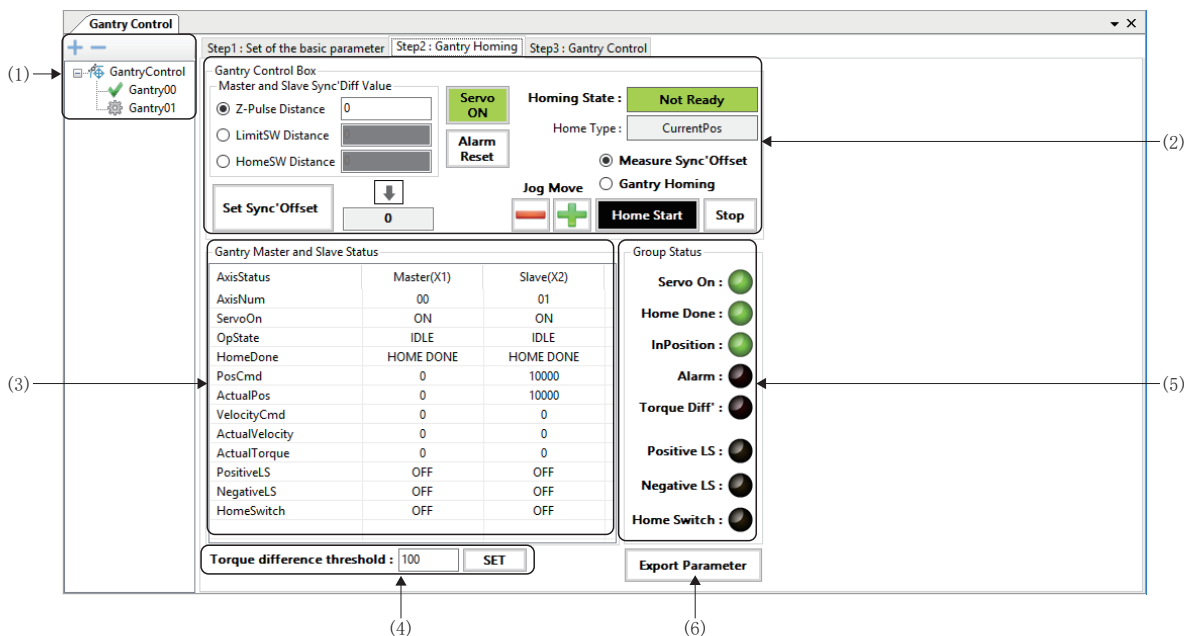 Gantry Control
Step1 : Set of the basic parameter Step2 : Gantry Homing Step3 : Gantry Control
(1)
GantryControl
Gantry00
Gantry01
Gantry Control Box
Master and Slave Sync'Diff Value
Z-Pulse Distance 0
LimitSW Distance 0
HomeSW Distance 0
Servo ON
Alarm Reset
Homing State : Not Ready
Home Type : CurrentPos
Measure Sync'Offset
Gantry Homing
Set Sync'Offset
0
Jog Move
Home Start Stop
(2)
Gantry Master and Slave Status
AxisStatus Master(X1) Slave(X2)
AxisNum 00 01
ServoOn ON ON
OpState IDLE IDLE
HomeDone HOME DONE HOME DONE
PosCmd 0 10000
ActualPos 0 10000
VelocityCmd 0 0
ActualVelocity 0 0
ActualTorque 0 0
PositiveLS OFF OFF
NegativeLS OFF OFF
HomeSwitch OFF OFF
(3)
Group Status
Servo On :
Home Done :
InPosition :
Alarm :
Torque Diff' :
Positive LS :
Negative LS :
Home Switch :
(5)
Torque difference threshold : 100 SET
Export Parameter
(4)
(6)